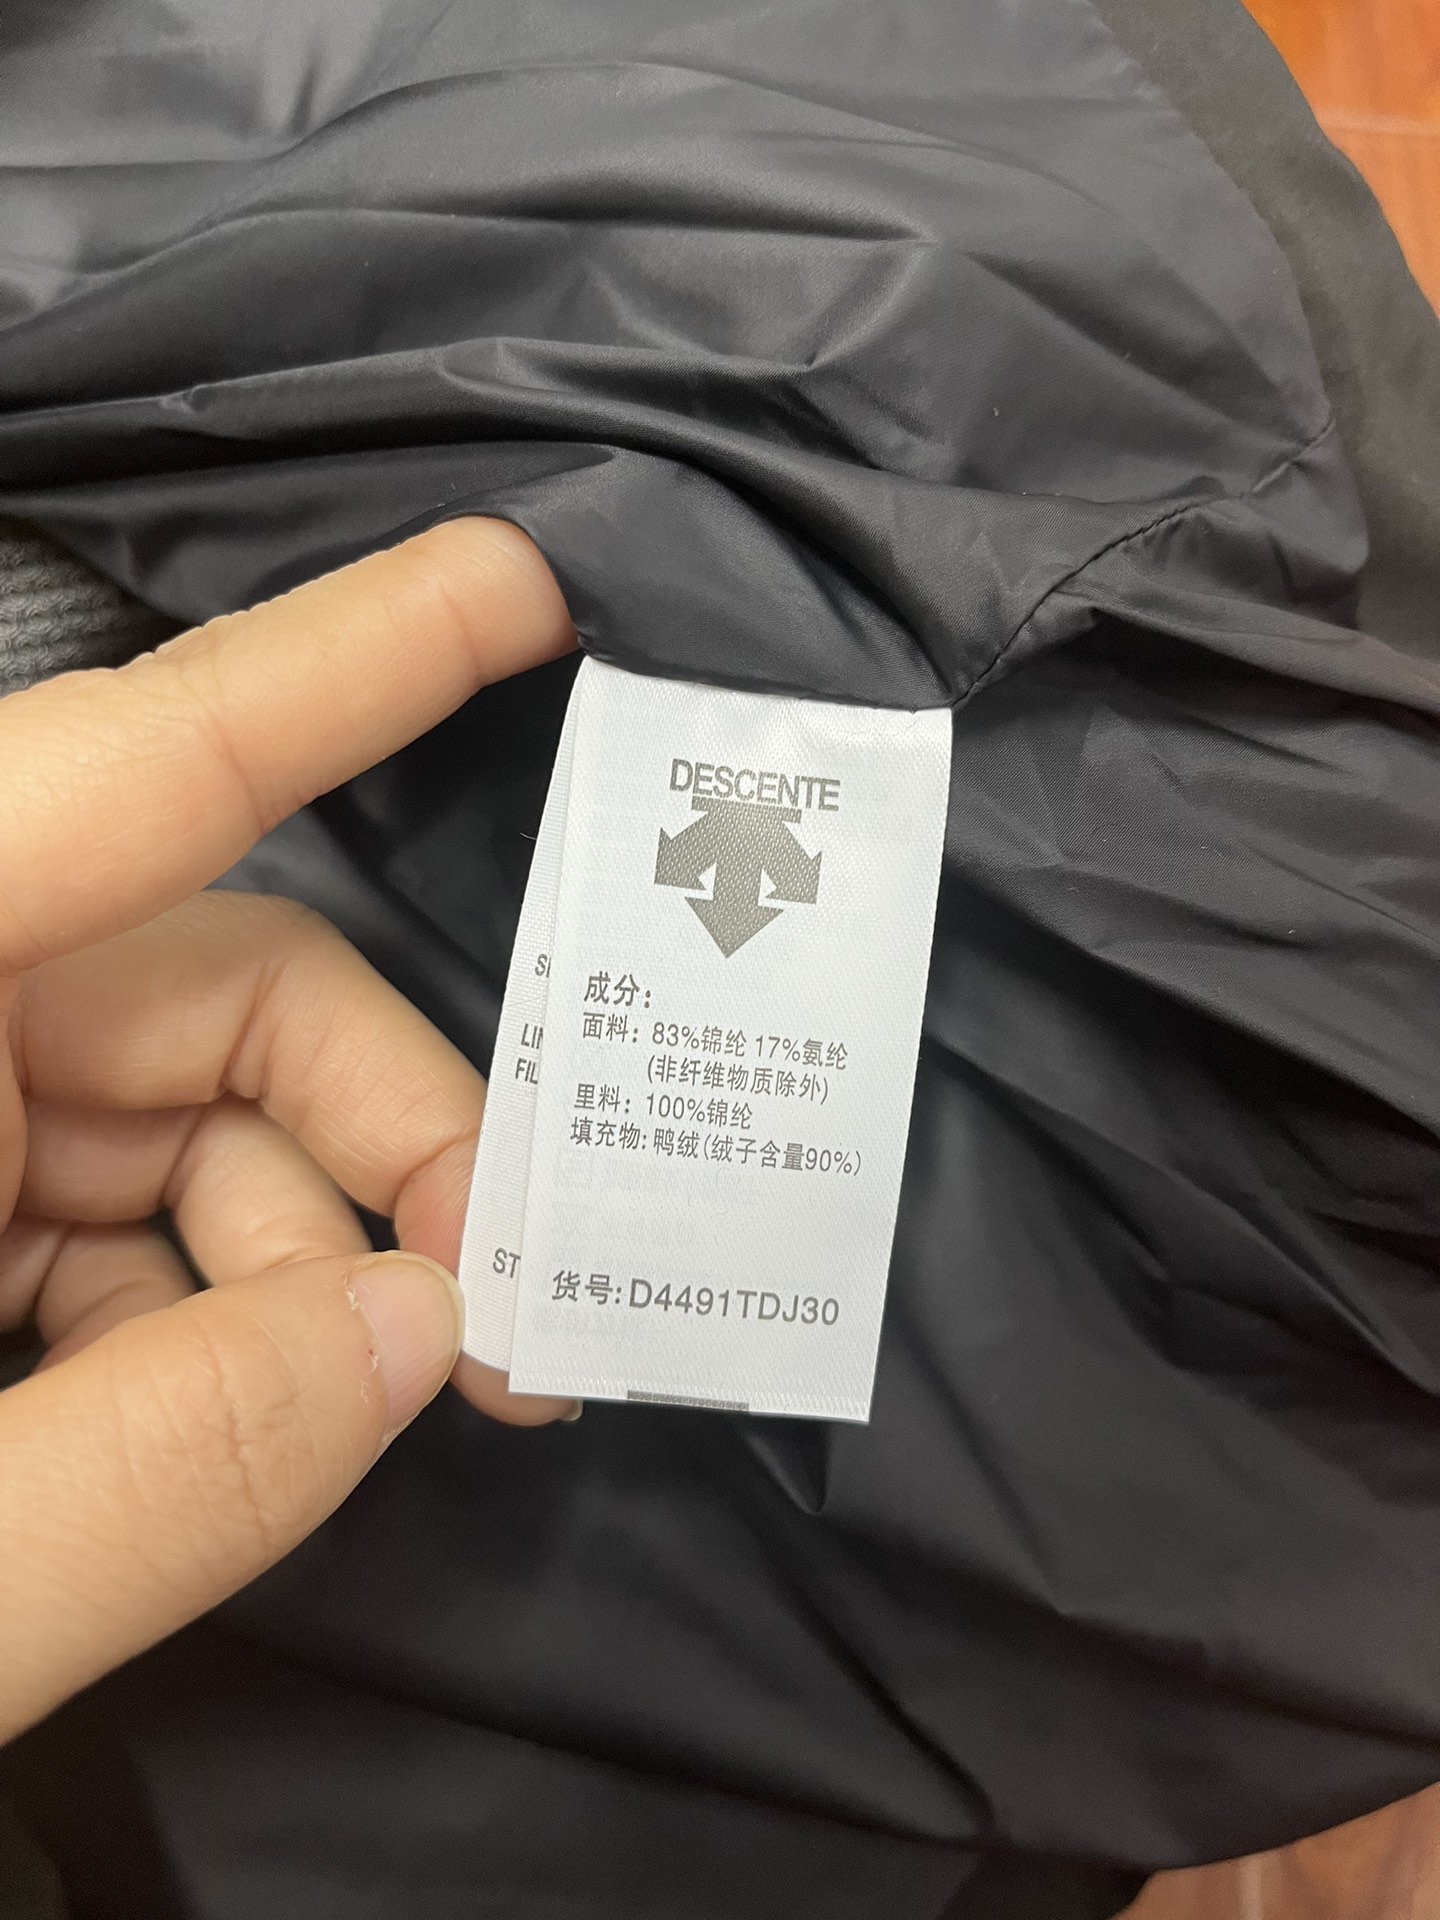 DESCENTE
成分：
面料：83%锦纶 17%氨纶
(非纤维物质除外)
里料：100%锦纶
填充物：鸭绒(绒子含量90%)
货号：D4491TDJ30